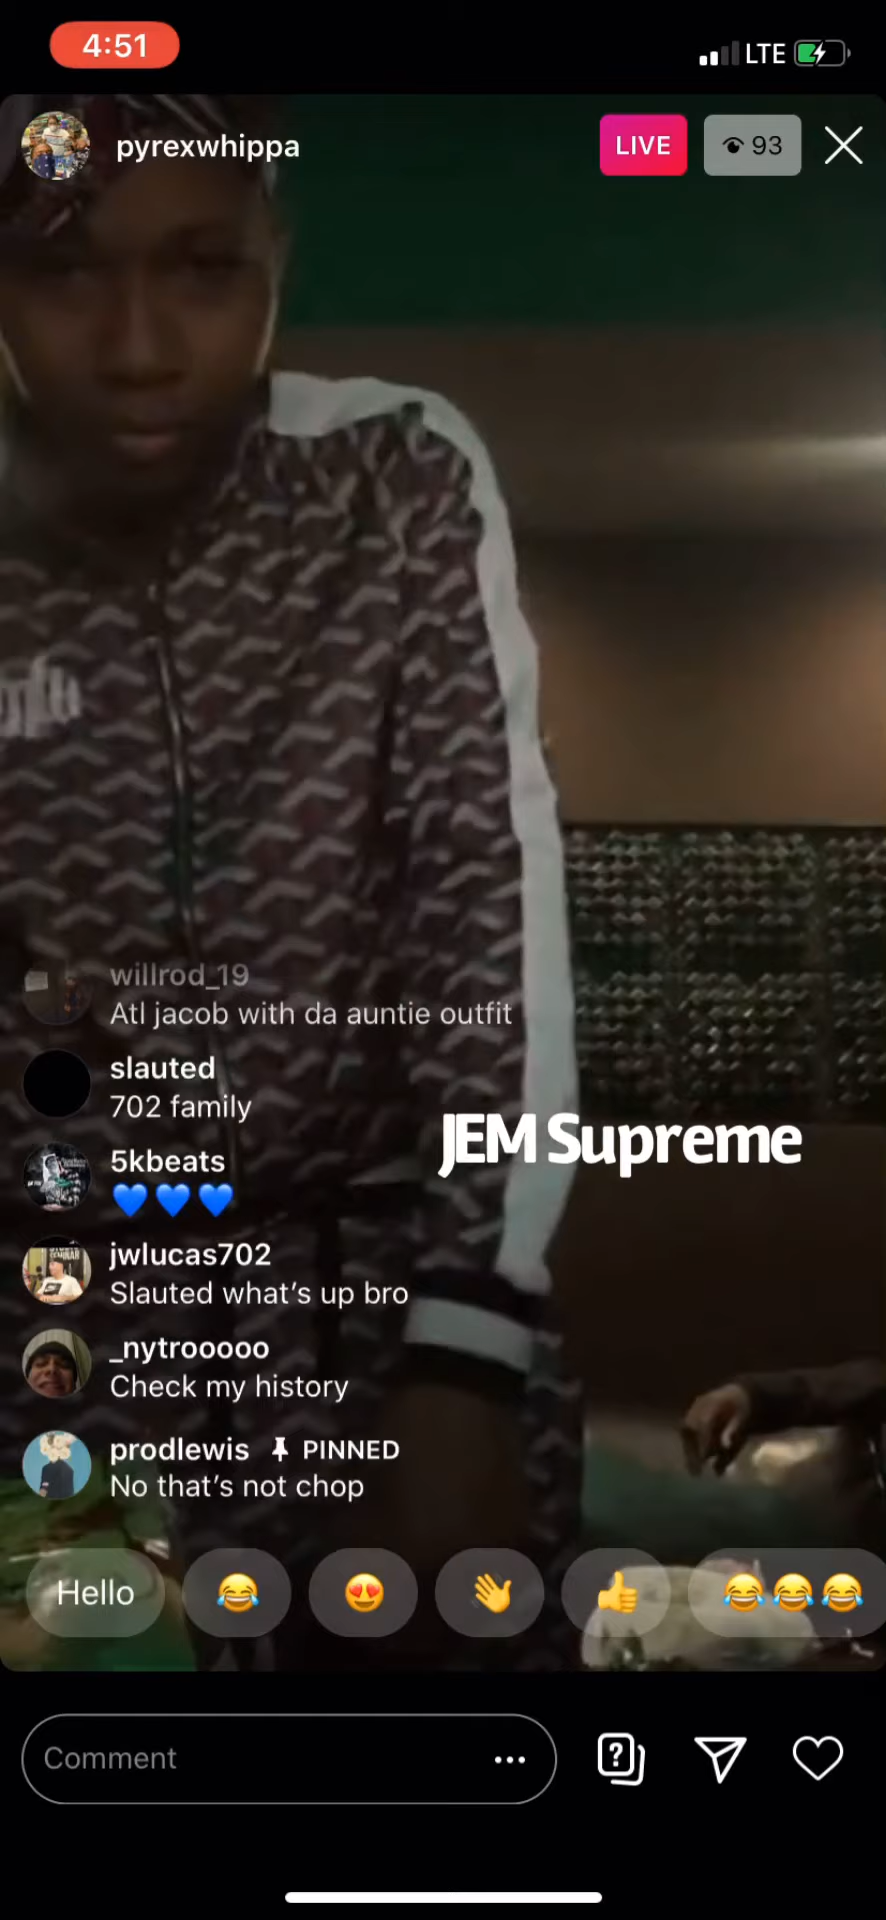 4:51
LTE
pyrexwhippa
LIVE
93
willrod_19
Atl jacob with da auntie outfit
slauted
702 family
JEM Supreme
5kbeats
💙💙💙
jwlucas702
Slauted what's up bro
_nytrooooo
Check my history
prodlewis 📌 PINNED
No that's not chop
Hello 😂 😍 👋 👍 😂😂😂
Comment